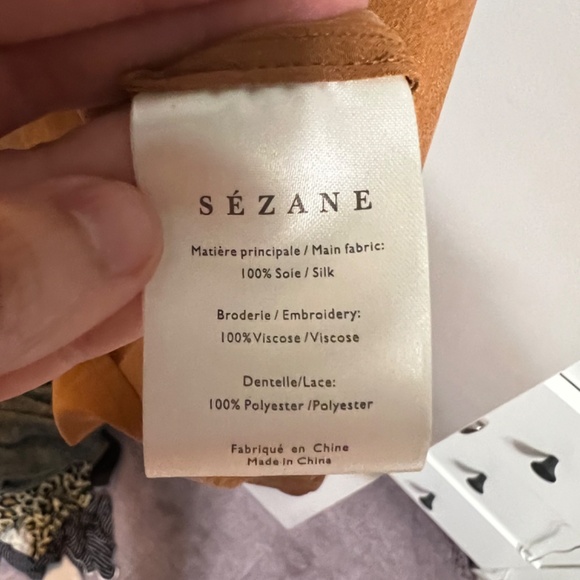 SÉZANE
Matière principale / Main fabric:
100% Soie / Silk
Broderie / Embroidery:
100%Viscose /Viscose
Dentelle/Lace:
100% Polyester /Polyester
Fabriqué en Chine
Made in China